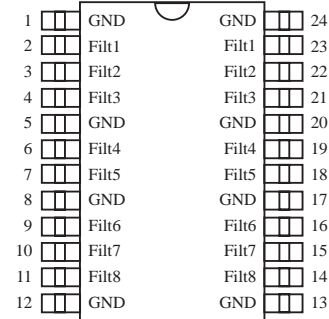 1 GND GND 24
2 Filt1 Filt1 23
3 Filt2 Filt2 22
4 Filt3 Filt3 21
5 GND GND 20
6 Filt4 Filt4 19
7 Filt5 Filt5 18
8 GND GND 17
9 Filt6 Filt6 16
10 Filt7 Filt7 15
11 Filt8 Filt8 14
12 GND GND 13